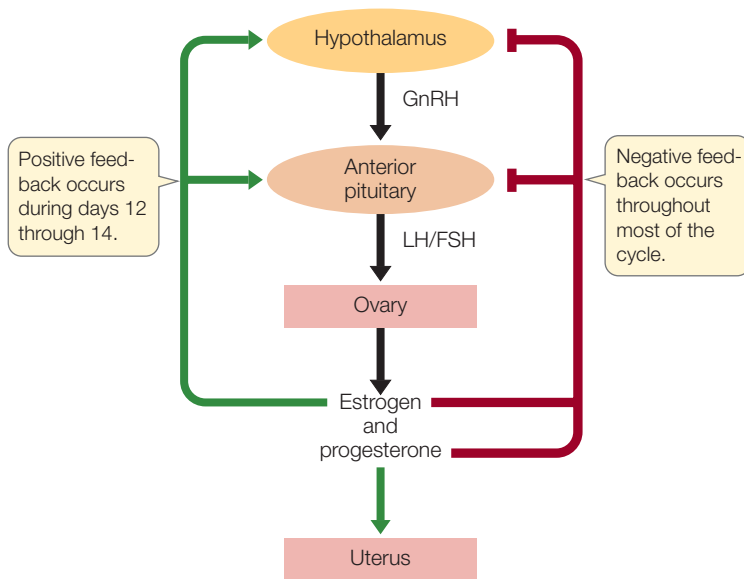 Hypothalamus
GnRH
Positive feed-
back occurs
during days 12
through 14.
Anterior
pituitary
Negative feed-
back occurs
throughout
most of the
cycle.
LH/FSH
Ovary
Estrogen
and
progesterone
Uterus